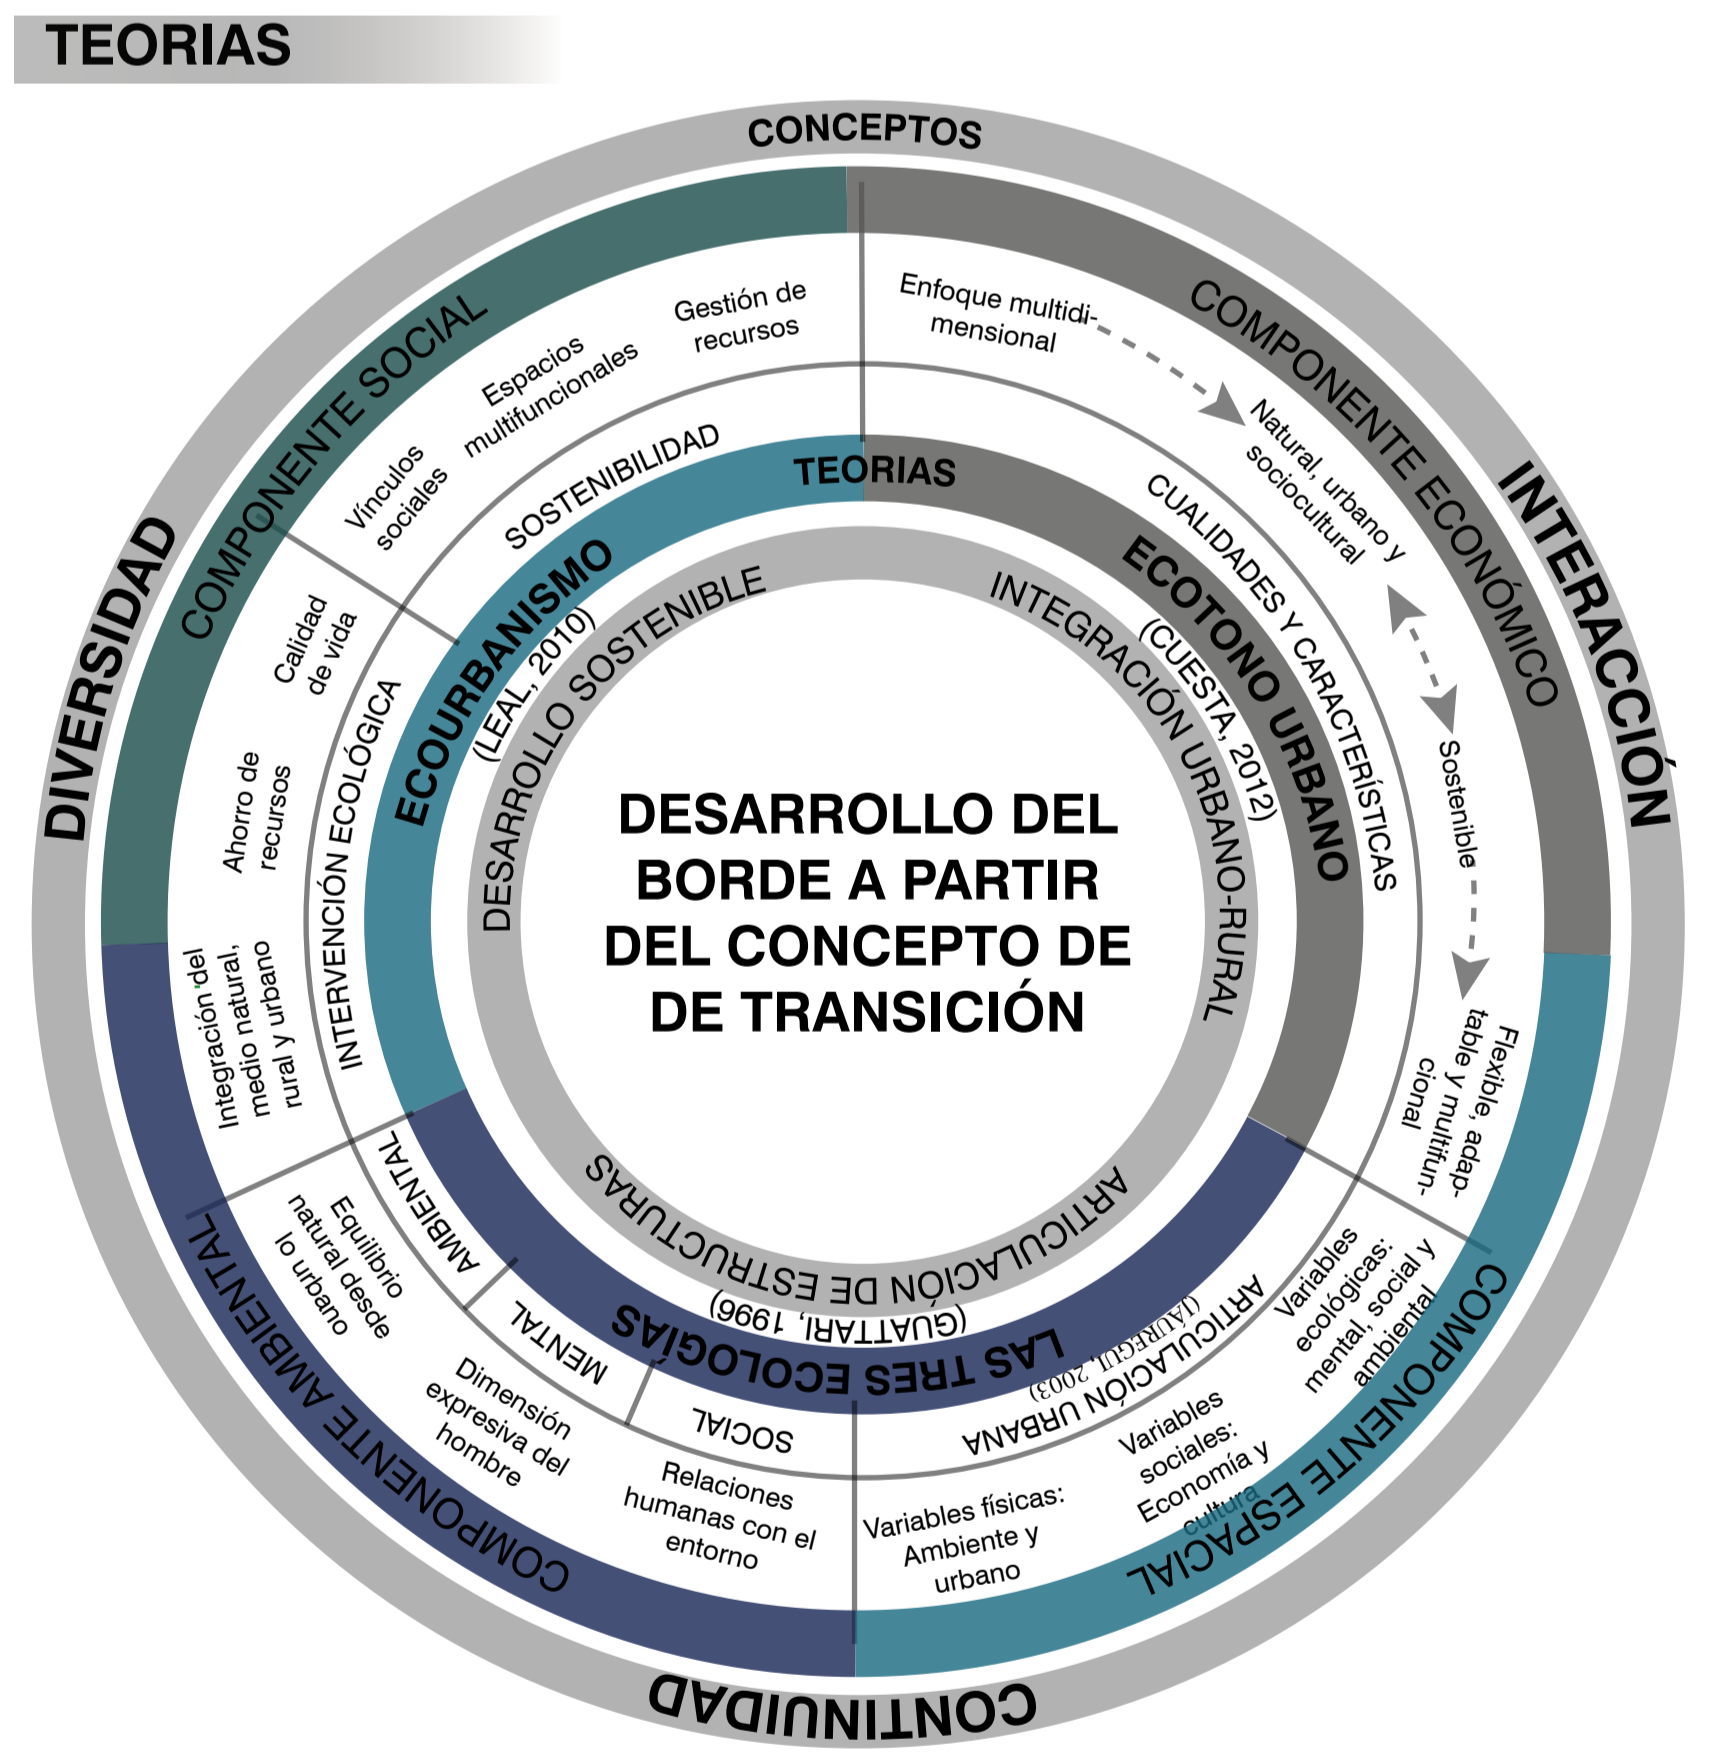 TEORIAS
CONCEPTOS
DIVERSIDAD
INTERACCIÓN
CONTINUIDAD
COMPONENTE SOCIAL
COMPONENTE ECONÓMICO
COMPONENTE ESPACIAL
COMPONENTE AMBIENTAL
Gestión de
recursos
Espacios
multifuncionales
Vínculos
sociales
Calidad
de vida
Ahorro de
recursos
Integración del
medio natural,
rural y urbano
Enfoque multidi-
mensional
Natural, urbano y
sociocultural
Sostenible
Flexible, adap-
table y multifun-
cional
Variables
ecológicas:
mental, social y
ambiental
Variables
sociales:
Economía y
cultura
Variables físicas:
Ambiente y
urbano
Relaciones
humanas con el
entorno
Dimensión
expresiva del
hombre
Equilibrio
natural desde
lo urbano
SOSTENIBILIDAD
INTERVENCIÓN ECOLÓGICA
CUALIDADES Y CARACTERÍSTICAS
ARTICULACIÓN URBANA
(JÁUREGUI, 2003)
SOCIAL
MENTAL
AMBIENTAL
TEORIAS
ECOURBANISMO
(LEAL, 2010)
ECOTONO URBANO
(CUESTA, 2012)
LAS TRES ECOLOGÍAS
(GUATTARI, 1996)
DESARROLLO SOSTENIBLE
INTEGRACIÓN URBANO-RURAL
ARTICULACIÓN DE ESTRUCTURAS
DESARROLLO DEL
BORDE A PARTIR
DEL CONCEPTO DE
DE TRANSICIÓN